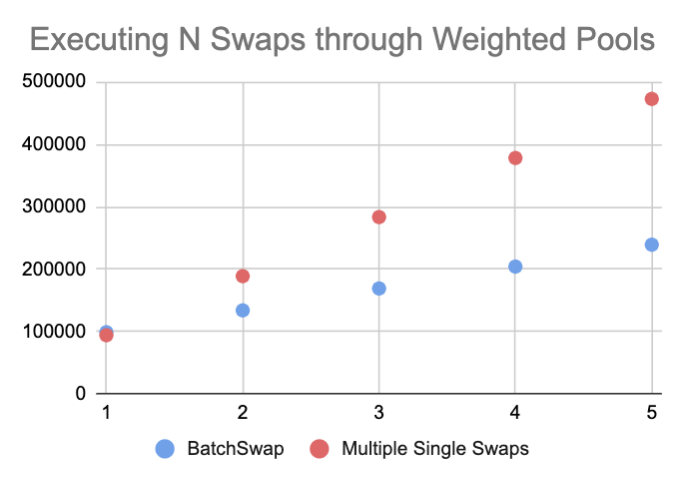 Executing N Swaps through Weighted Pools
500000
400000
300000
200000
100000
0
1 2 3 4 5
BatchSwap Multiple Single Swaps